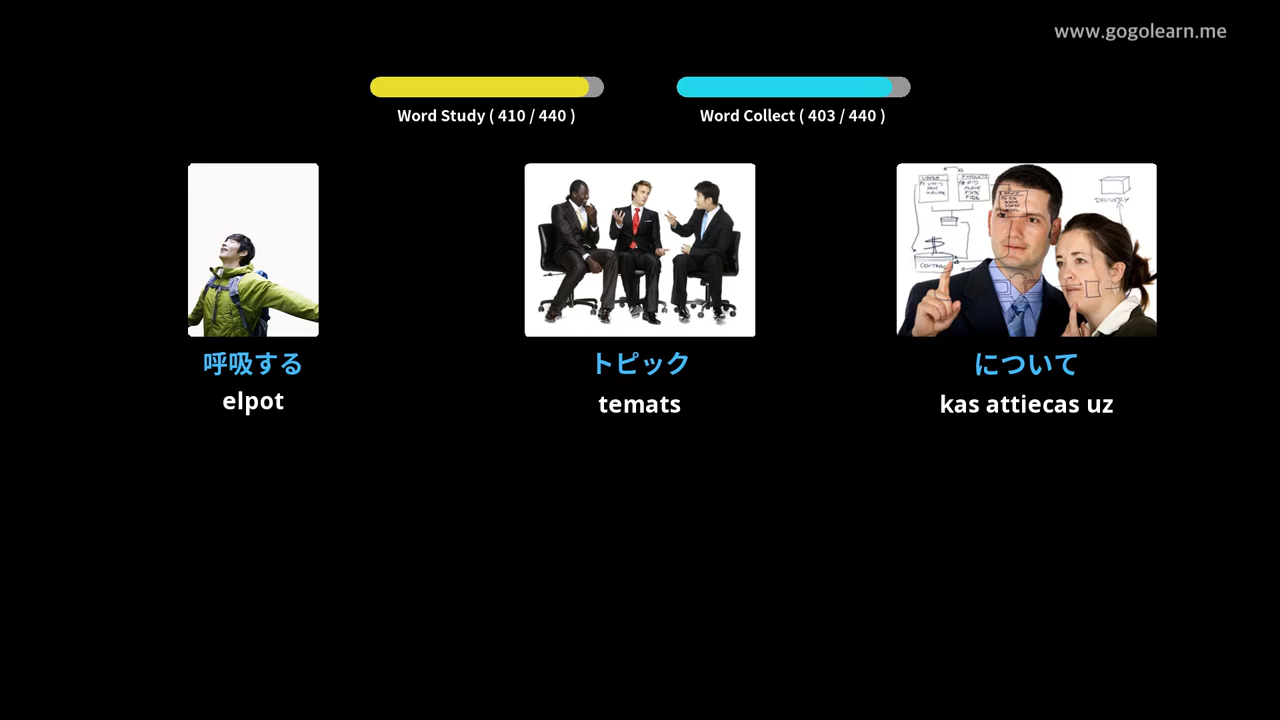 www.gogolearn.me
Word Study ( 410 / 440 )
Word Collect ( 403 / 440 )
呼吸する
elpot
トピック
temats
について
kas attiecas uz
DELIVERY
$